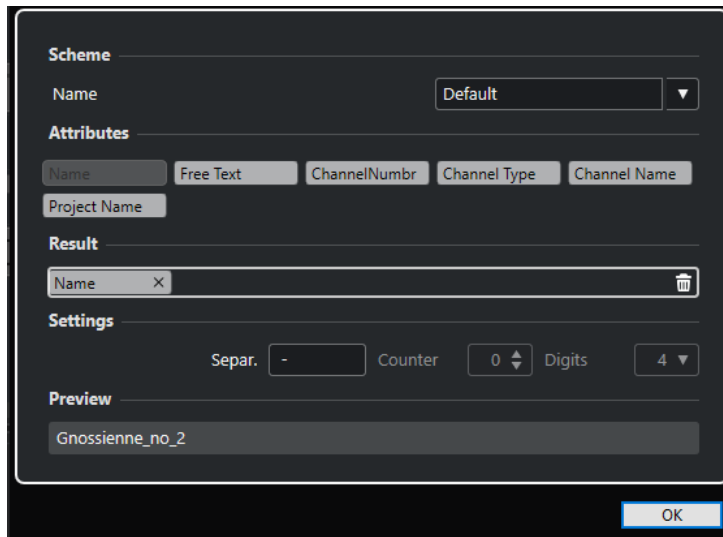 Scheme
Name Default
Attributes
Name Free Text ChannelNumbr Channel Type Channel Name
Project Name
Result
Name ×
Settings
Separ. - Counter 0 Digits 4
Preview
Gnossienne_no_2
OK